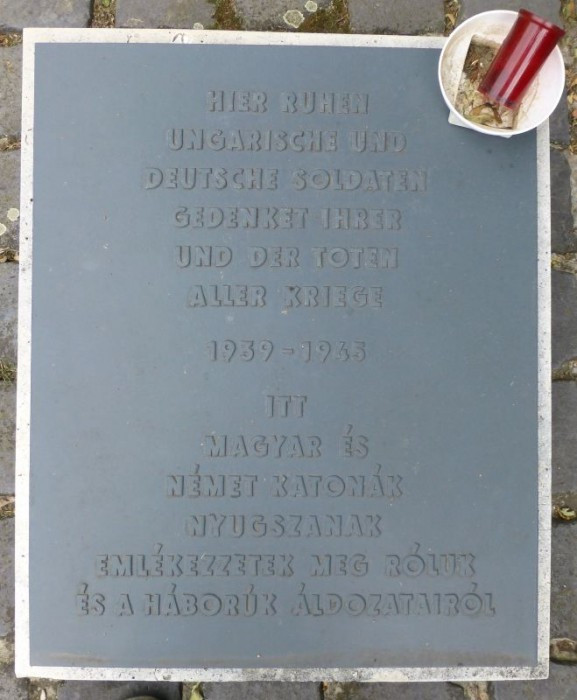 HIER RUHEN
UNGARISCHE UND
DEUTSCHE SOLDATEN
GEDENKET IHRER
UND DER TOTEN
ALLER KRIEGE
1939-1945
ITT
MAGYAR ÉS
NÉMET KATONÁK
NYUGSZANAK
EMLÉKEZZETEK MEG RÓLUK
ÉS A HÁBORÚK ÁLDOZATAIRÓL